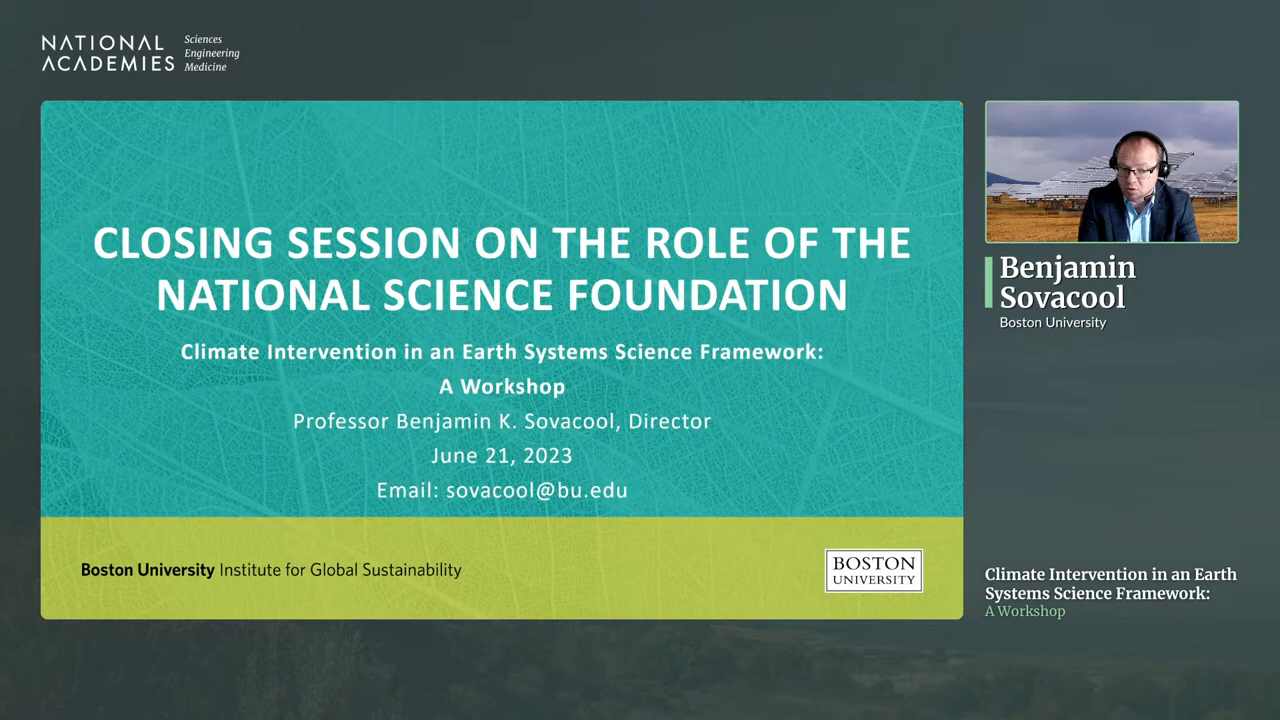 NATIONAL
ACADEMIES
Sciences
Engineering
Medicine
CLOSING SESSION ON THE ROLE OF THE
NATIONAL SCIENCE FOUNDATION
Climate Intervention in an Earth Systems Science Framework:
A Workshop
Professor Benjamin K. Sovacool, Director
June 21, 2023
Email: sovacool@bu.edu
Boston University Institute for Global Sustainability
BOSTON
UNIVERSITY
Benjamin
Sovacool
Boston University
Climate Intervention in an Earth
Systems Science Framework:
A Workshop